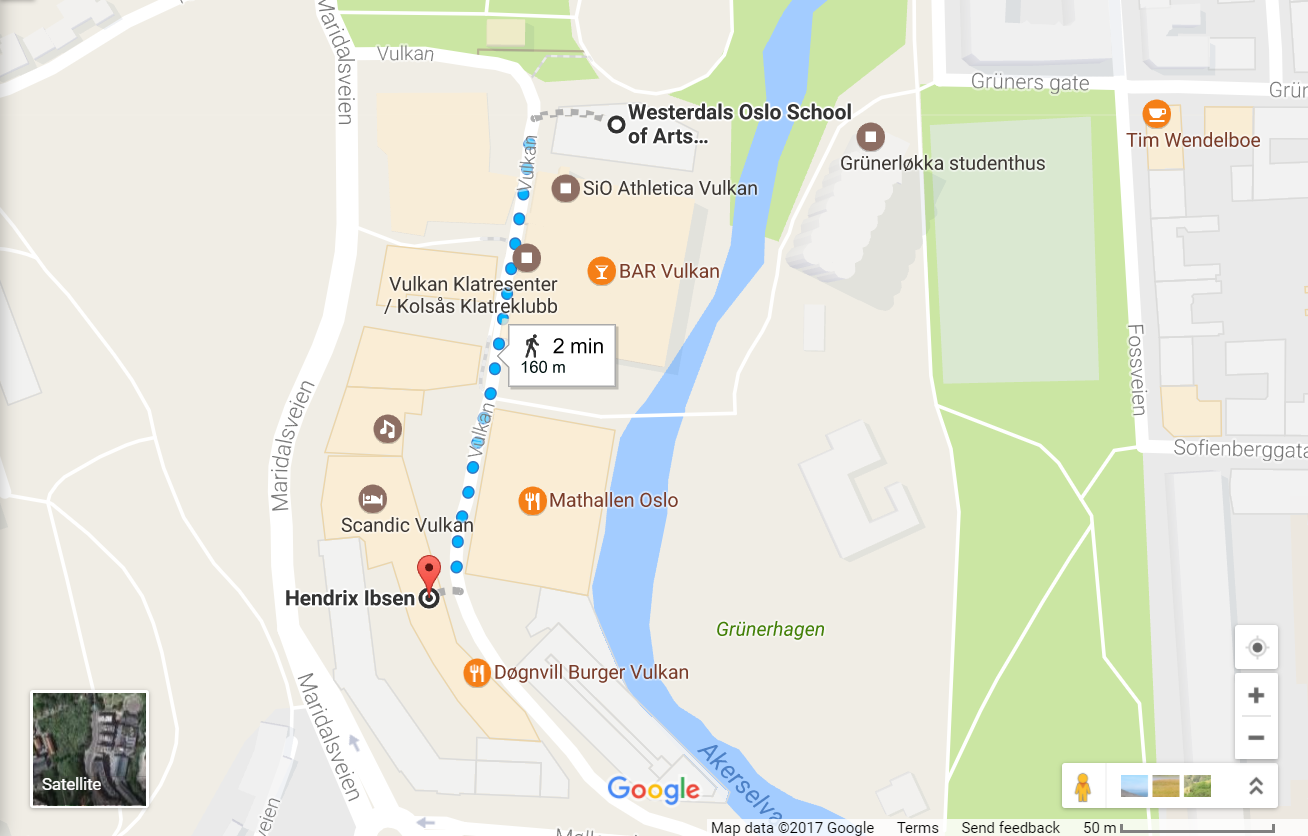 Maridalsveien
Vulkan
Grüners gate
Grün
Westerdals Oslo School
of Arts...
Tim Wendelboe
Grünerløkka studenthus
Vulkan
SiO Athletica Vulkan
BAR Vulkan
Vulkan Klatresenter
/ Kolsås Klatreklubb
2 min
160 m
Fossveien
Maridalsveien
Vulkan
Sofienberggata
Mathallen Oslo
Scandic Vulkan
Hendrix Ibsen
Grünerhagen
Døgnvill Burger Vulkan
Maridalsveien
Akerselva
Satellite
Google
veien
Map data ©2017 Google
Terms
Send feedback
50 m